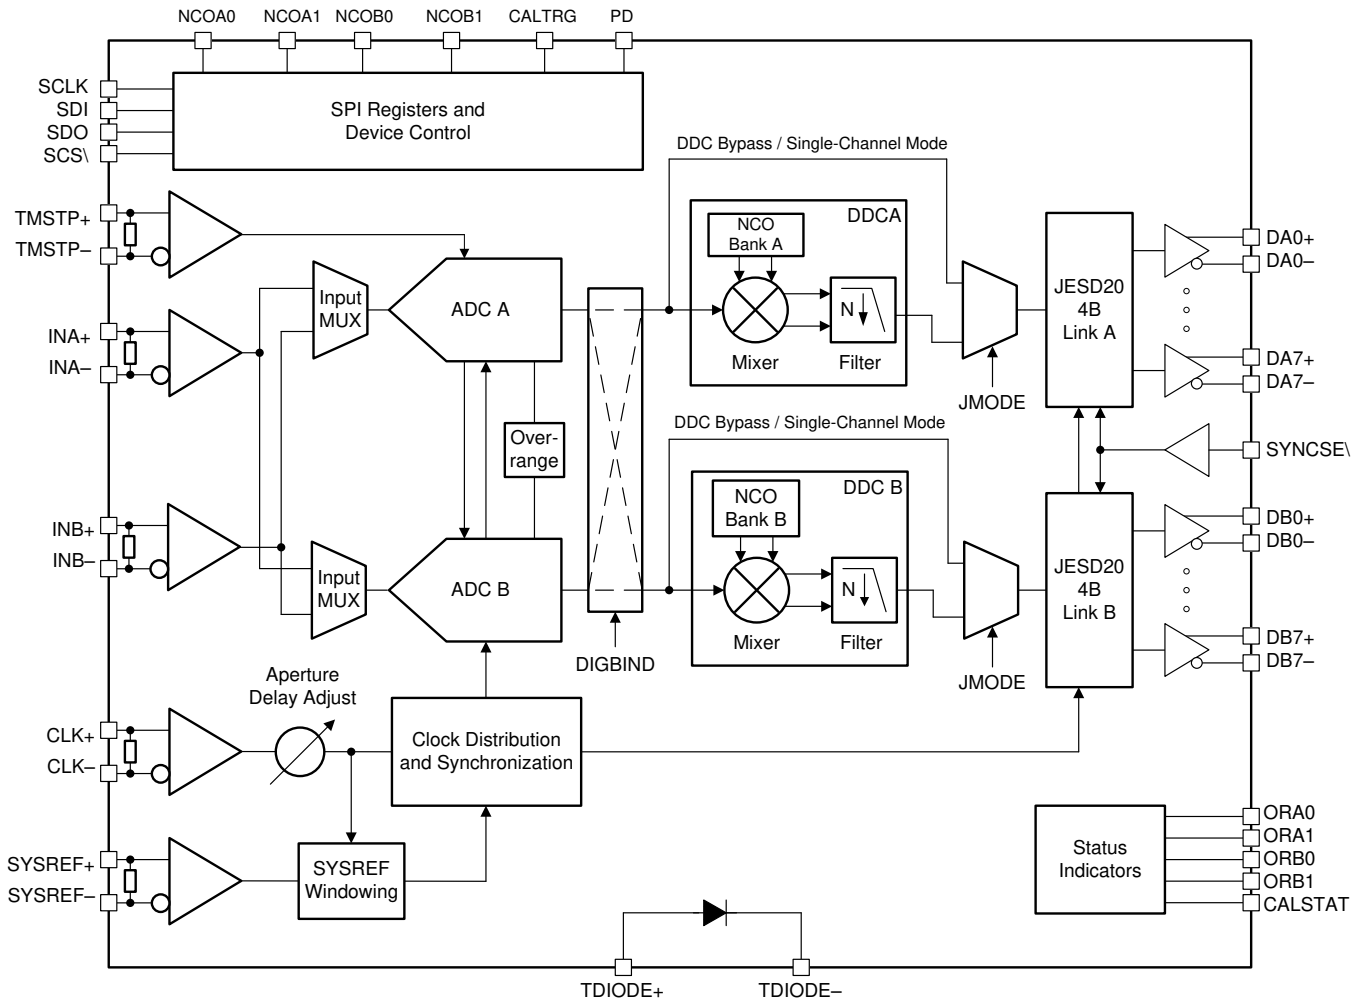 NCOA0 NCOA1 NCOB0 NCOB1 CALTRG PD
SCLK
SDI
SDO
SCS\
SPI Registers and
Device Control
TMSTP+
TMSTP–
INA+
INA–
INB+
INB–
CLK+
CLK–
SYSREF+
SYSREF–
Input
MUX
ADC A
Over-
range
Input
MUX
ADC B
Aperture
Delay Adjust
Clock Distribution
and Synchronization
SYSREF
Windowing
DIGBIND
DDC Bypass / Single-Channel Mode
DDCA
NCO
Bank A
Mixer
N
Filter
JMODE
DDC Bypass / Single-Channel Mode
DDC B
NCO
Bank B
Mixer
N
Filter
JMODE
JESD20
4B
Link A
JESD20
4B
Link B
DA0+
DA0–
DA7+
DA7–
SYNCSE\
DB0+
DB0–
DB7+
DB7–
Status
Indicators
ORA0
ORA1
ORB0
ORB1
CALSTAT
TDIODE+ TDIODE–